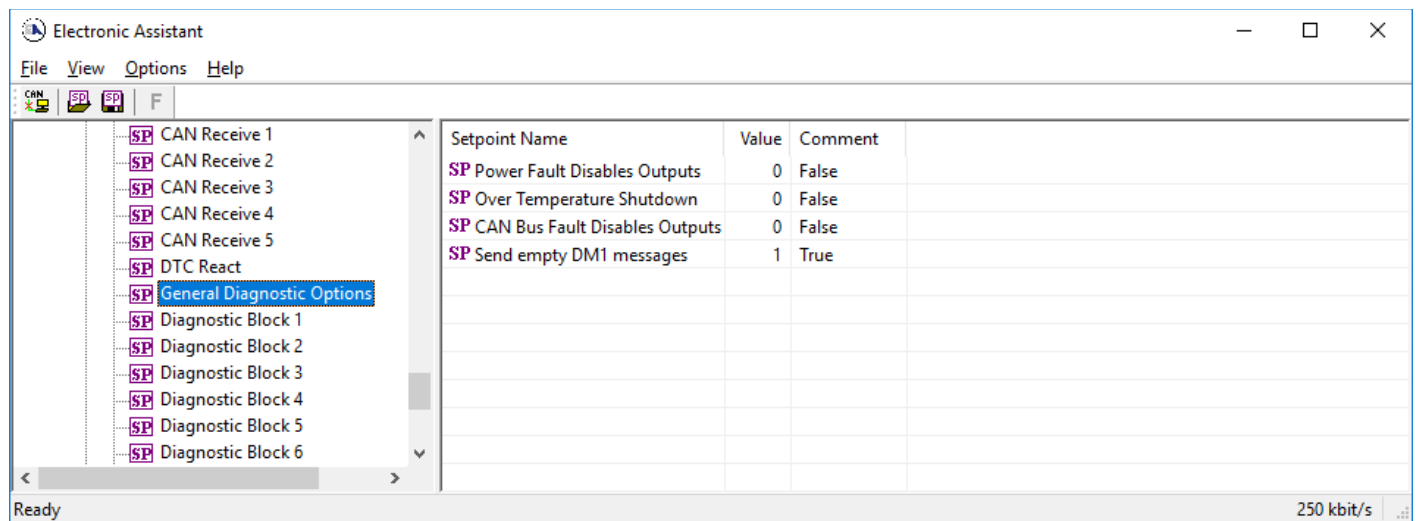 Electronic Assistant
File View Options Help
CAN SP SP F
SP CAN Receive 1
SP CAN Receive 2
SP CAN Receive 3
SP CAN Receive 4
SP CAN Receive 5
SP DTC React
SP General Diagnostic Options
SP Diagnostic Block 1
SP Diagnostic Block 2
SP Diagnostic Block 3
SP Diagnostic Block 4
SP Diagnostic Block 5
SP Diagnostic Block 6
Setpoint Name Value Comment
SP Power Fault Disables Outputs 0 False
SP Over Temperature Shutdown 0 False
SP CAN Bus Fault Disables Outputs 0 False
SP Send empty DM1 messages 1 True
Ready 250 kbit/s